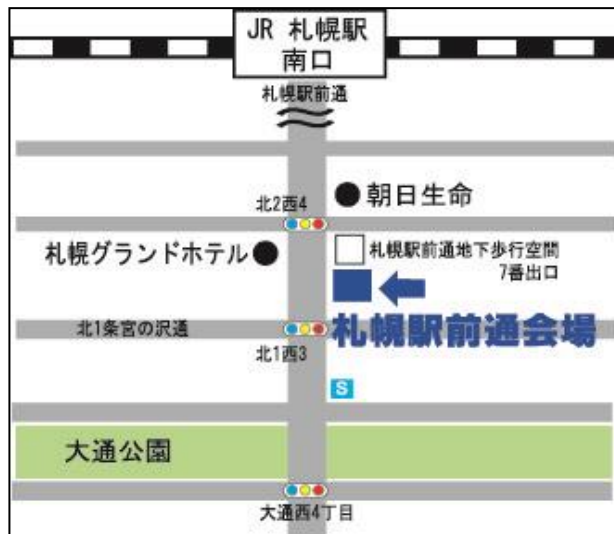 JR 札幌駅
南口
札幌駅前通
北2西4
朝日生命
札幌グランドホテル
札幌駅前通地下歩行空間
7番出口
札幌駅前通会場
北1条宮の沢通
北1西3
S
大通公園
大通西4丁目